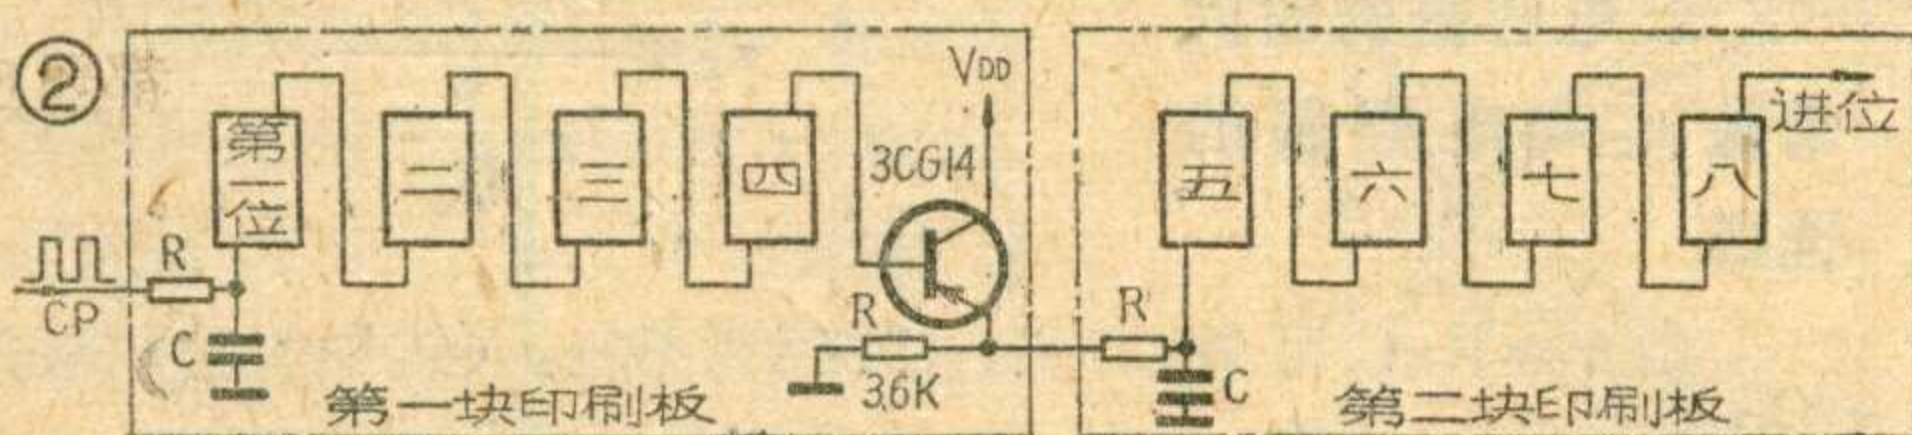 ②
CP
R
C
第一位
二
三
四
3CG14
VDD
R
3.6K
第一块印刷板
R
C
五
六
七
八
进位
第二块印刷板